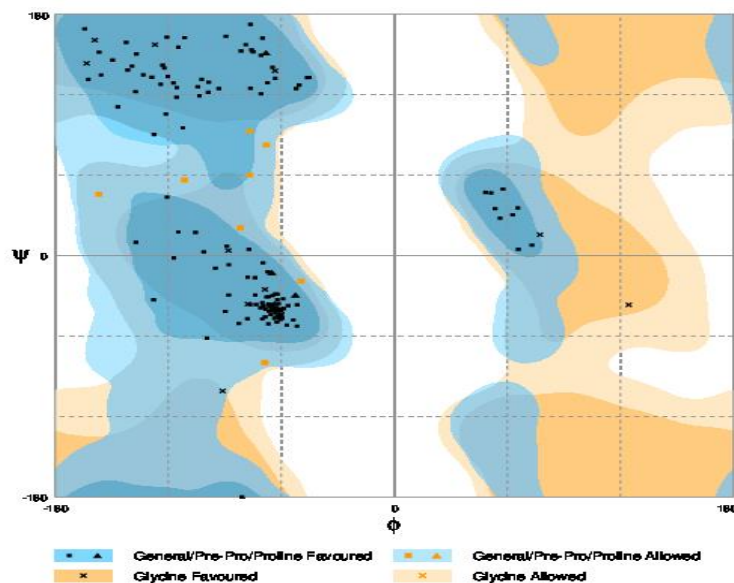 180
Ψ
0
-180
-180
0
180
Φ
General/Pre-Pro/Proline Favoured
General/Pre-Pro/Proline Allowed
Glycine Favoured
Glycine Allowed